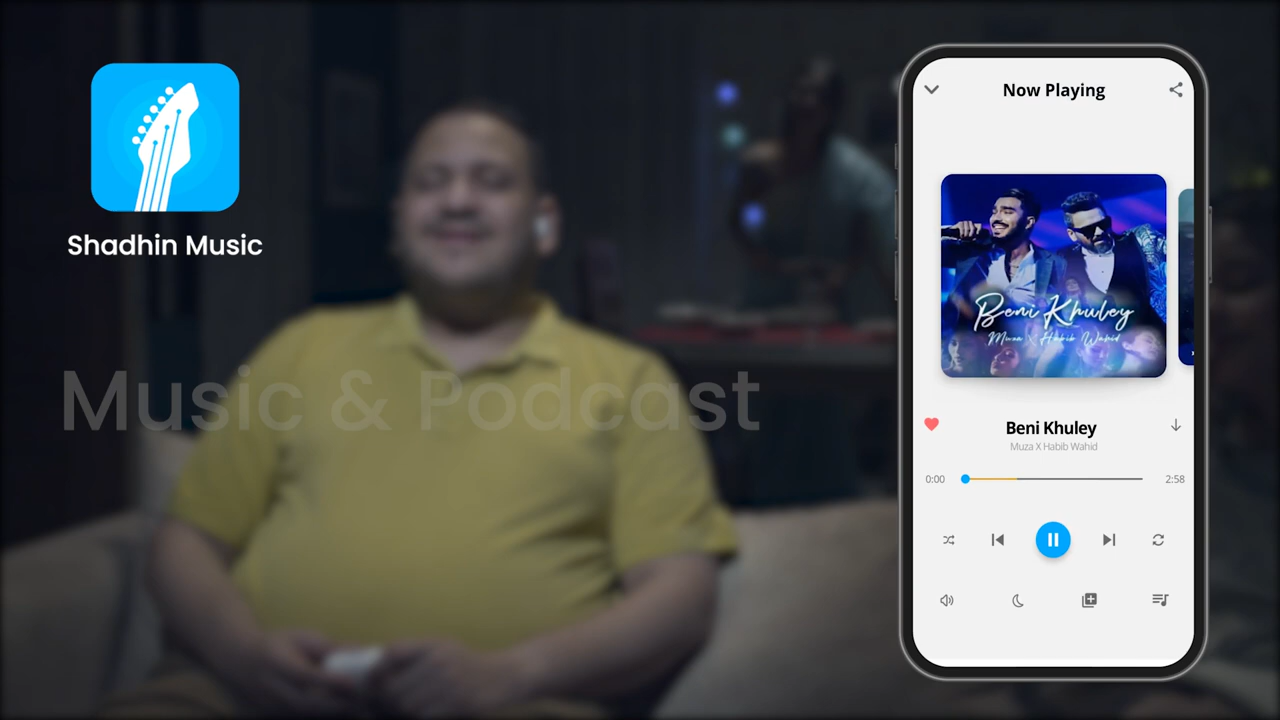 Shadhin Music
Music & Podcast
Now Playing
Beni Khuley
Muza X Habib Wahid
Beni Khuley
Muza X Habib Wahid
0:00
2:58